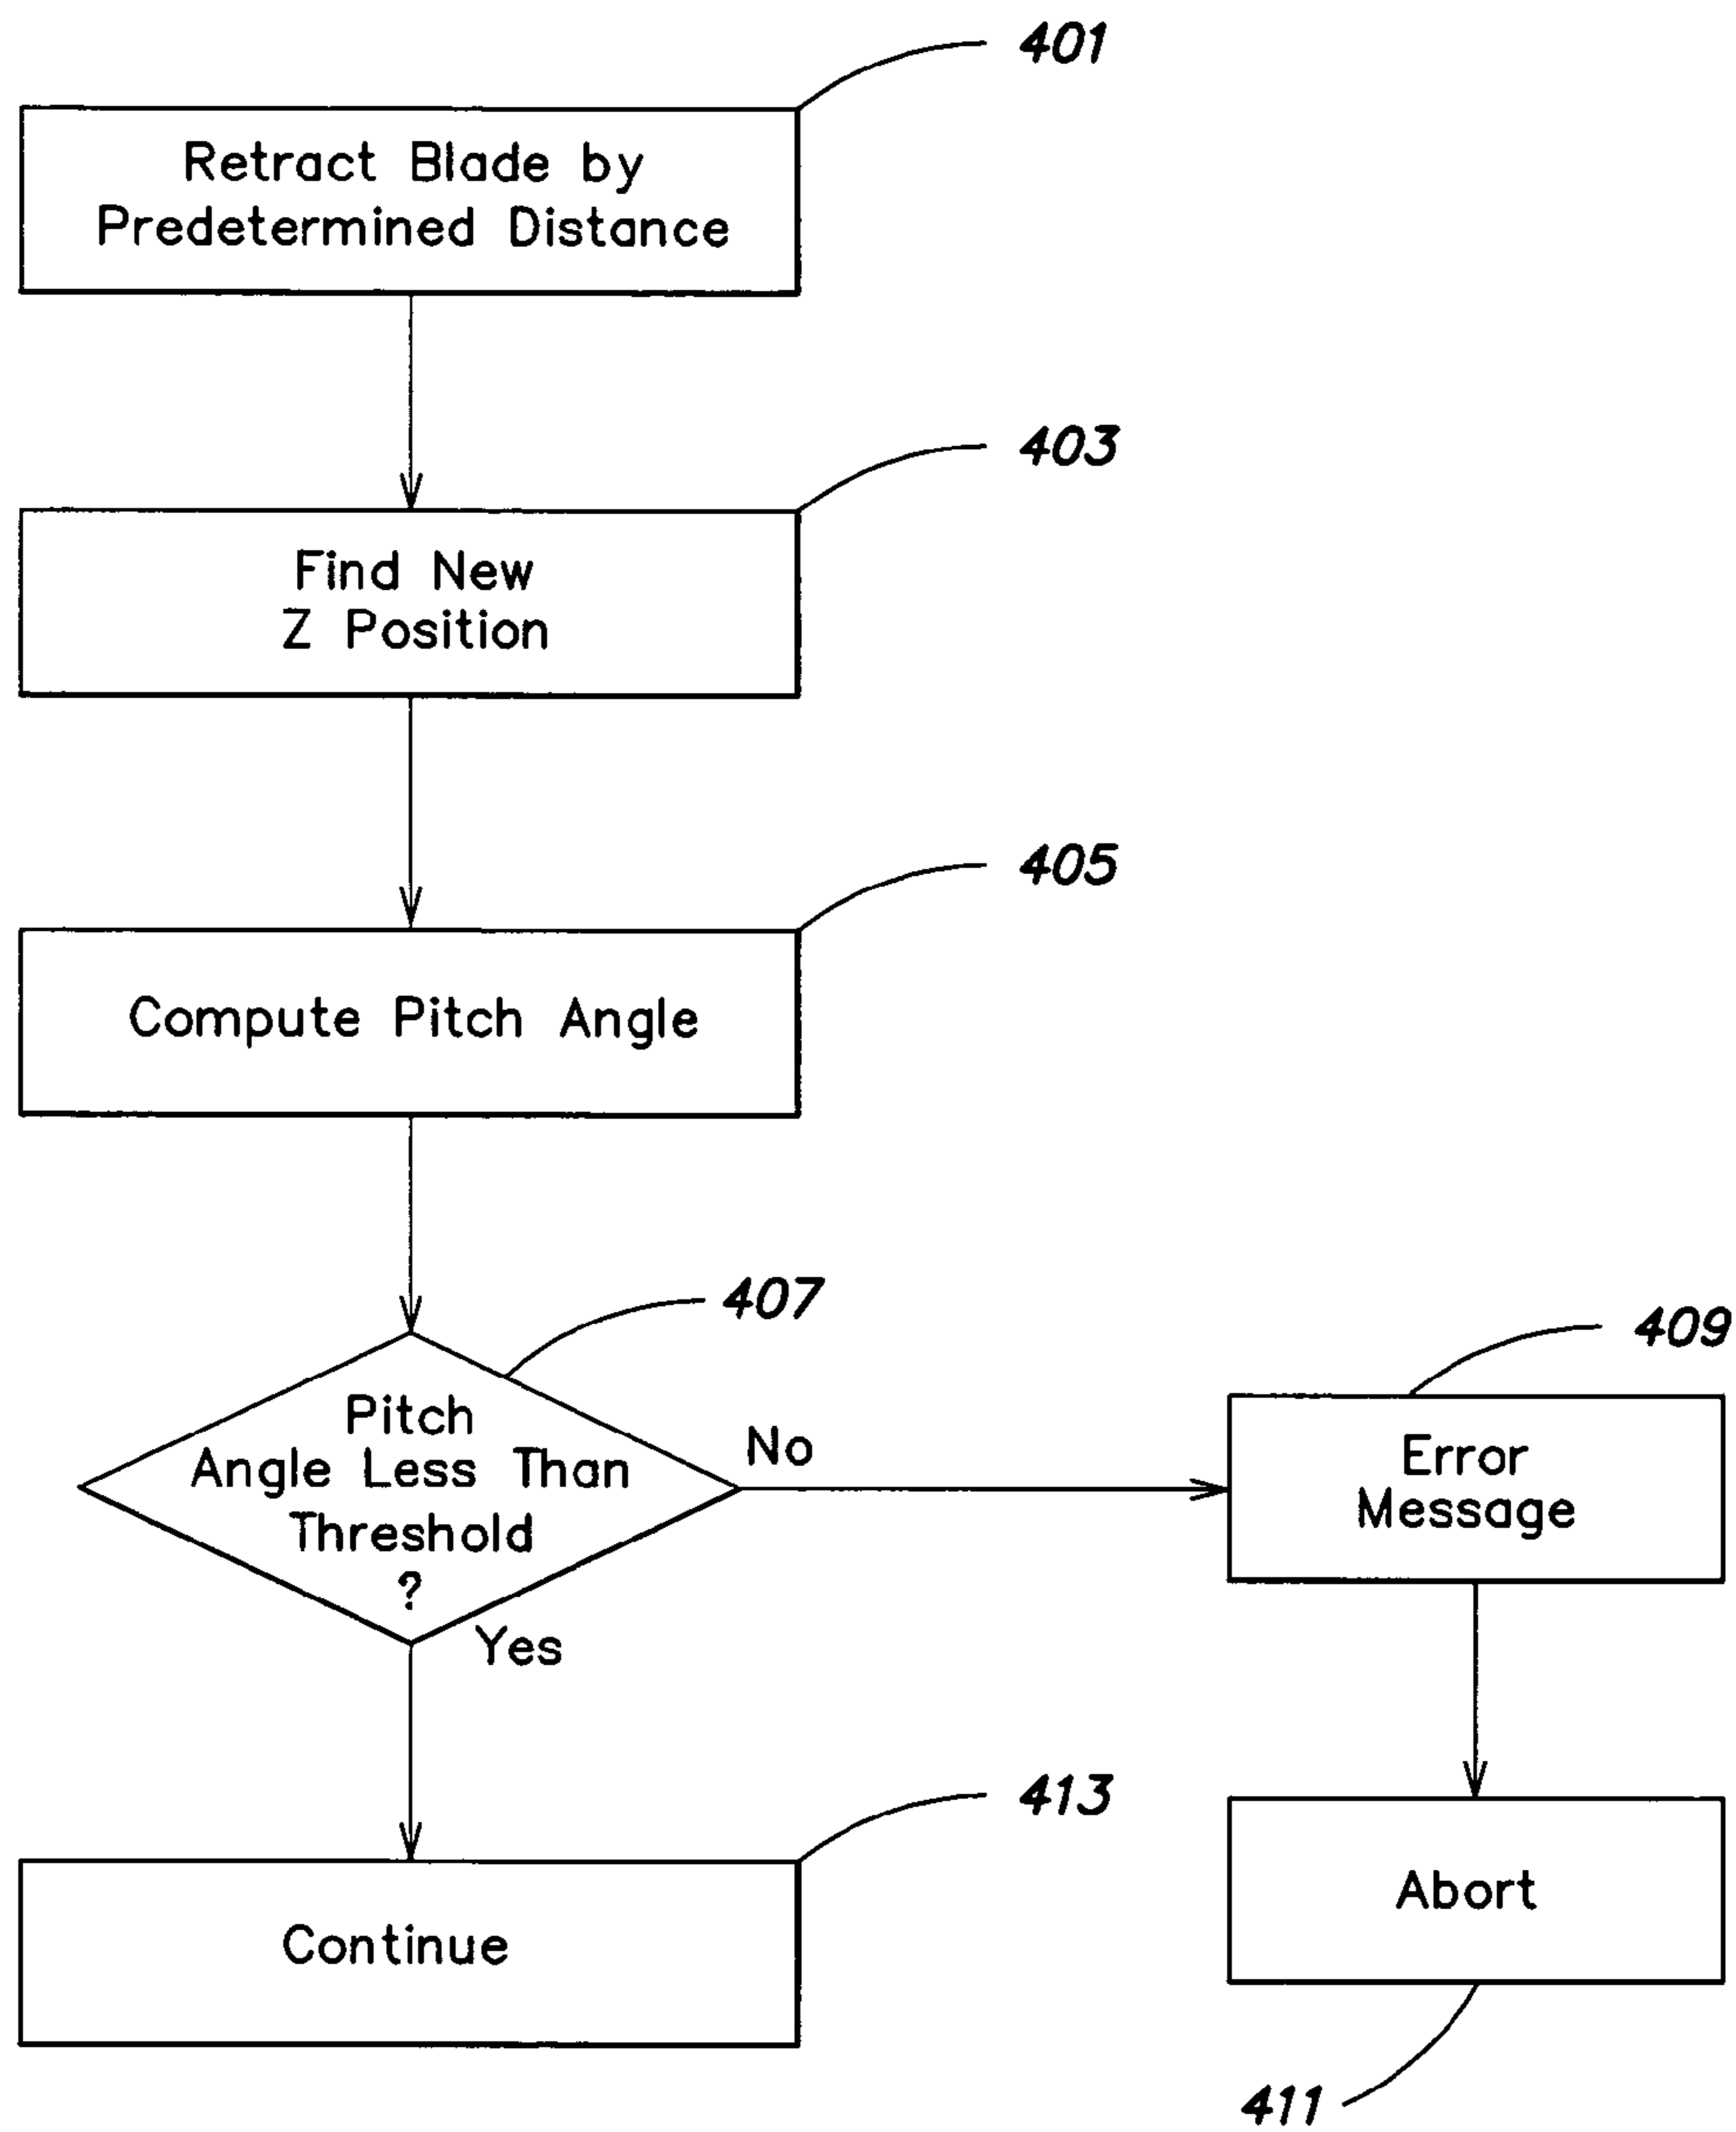 401
Retract Blade by
Predetermined Distance
403
Find New
Z Position
405
Compute Pitch Angle
407
Pitch
Angle Less Than
Threshold
?
No
Yes
409
Error
Message
413
Continue
Abort
411